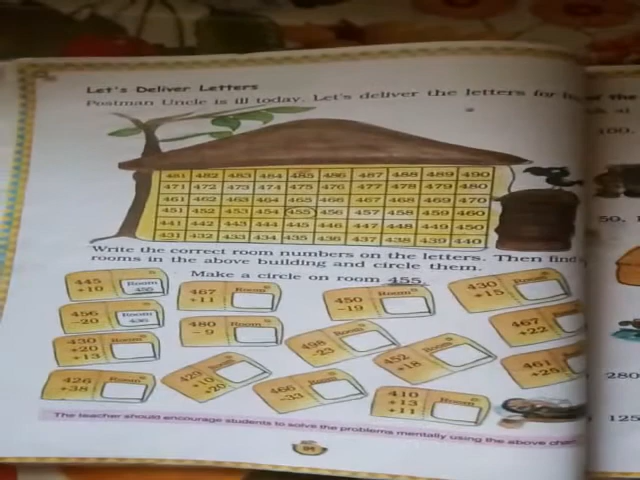 Let's Deliver Letters
Postman Uncle is ill today. Let's deliver the letters for
481 482 483 484 485 486 487 488 489 490
471 472 473 474 475 476 477 478 479 480
461 462 463 464 465 466 467 468 469 470
451 452 453 454 455 456 457 458 459 460
441 442 443 444 445 446 447 448 449 450
431 432 433 434 435 436 437 438 439 440
Write the correct room numbers on the letters. Then find
rooms in the above building and circle them.
Make a circle on room 455.
445 +10 Room 455
467 +11 Room
450 -19 Room
430 +15 Room
456 -20 Room 436
480 - 9 Room
498 -23 Room
467 +22 Room
430 +20 +13 Room
429 +10 +20 Room
452 +18 Room
461 +25 Room
426 +38 Room
466 -33 Room
410 +13 +11 Room
The teacher should encourage students to solve the problems mentally using the above
94
100,
50,
280
125